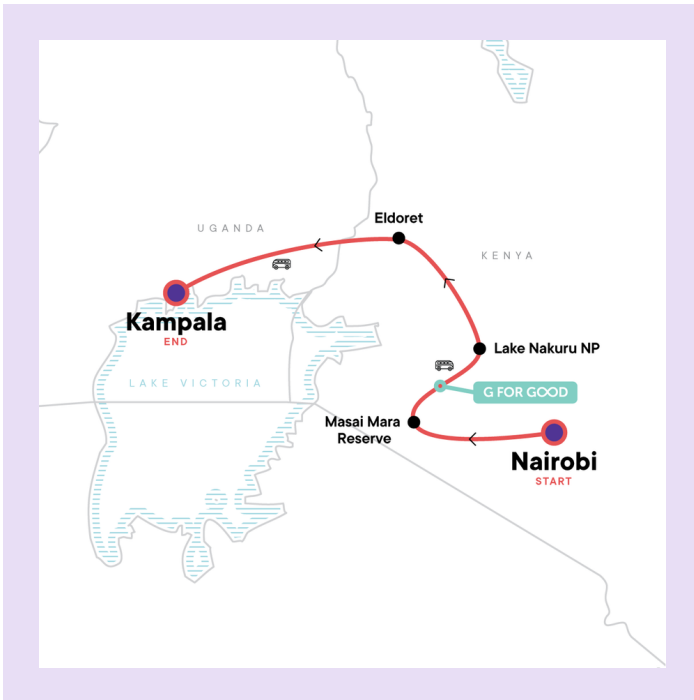 Eldoret
UGANDA
KENYA
Kampala
END
Lake Nakuru NP
LAKE VICTORIA
G FOR GOOD
Masai Mara
Reserve
Nairobi
START